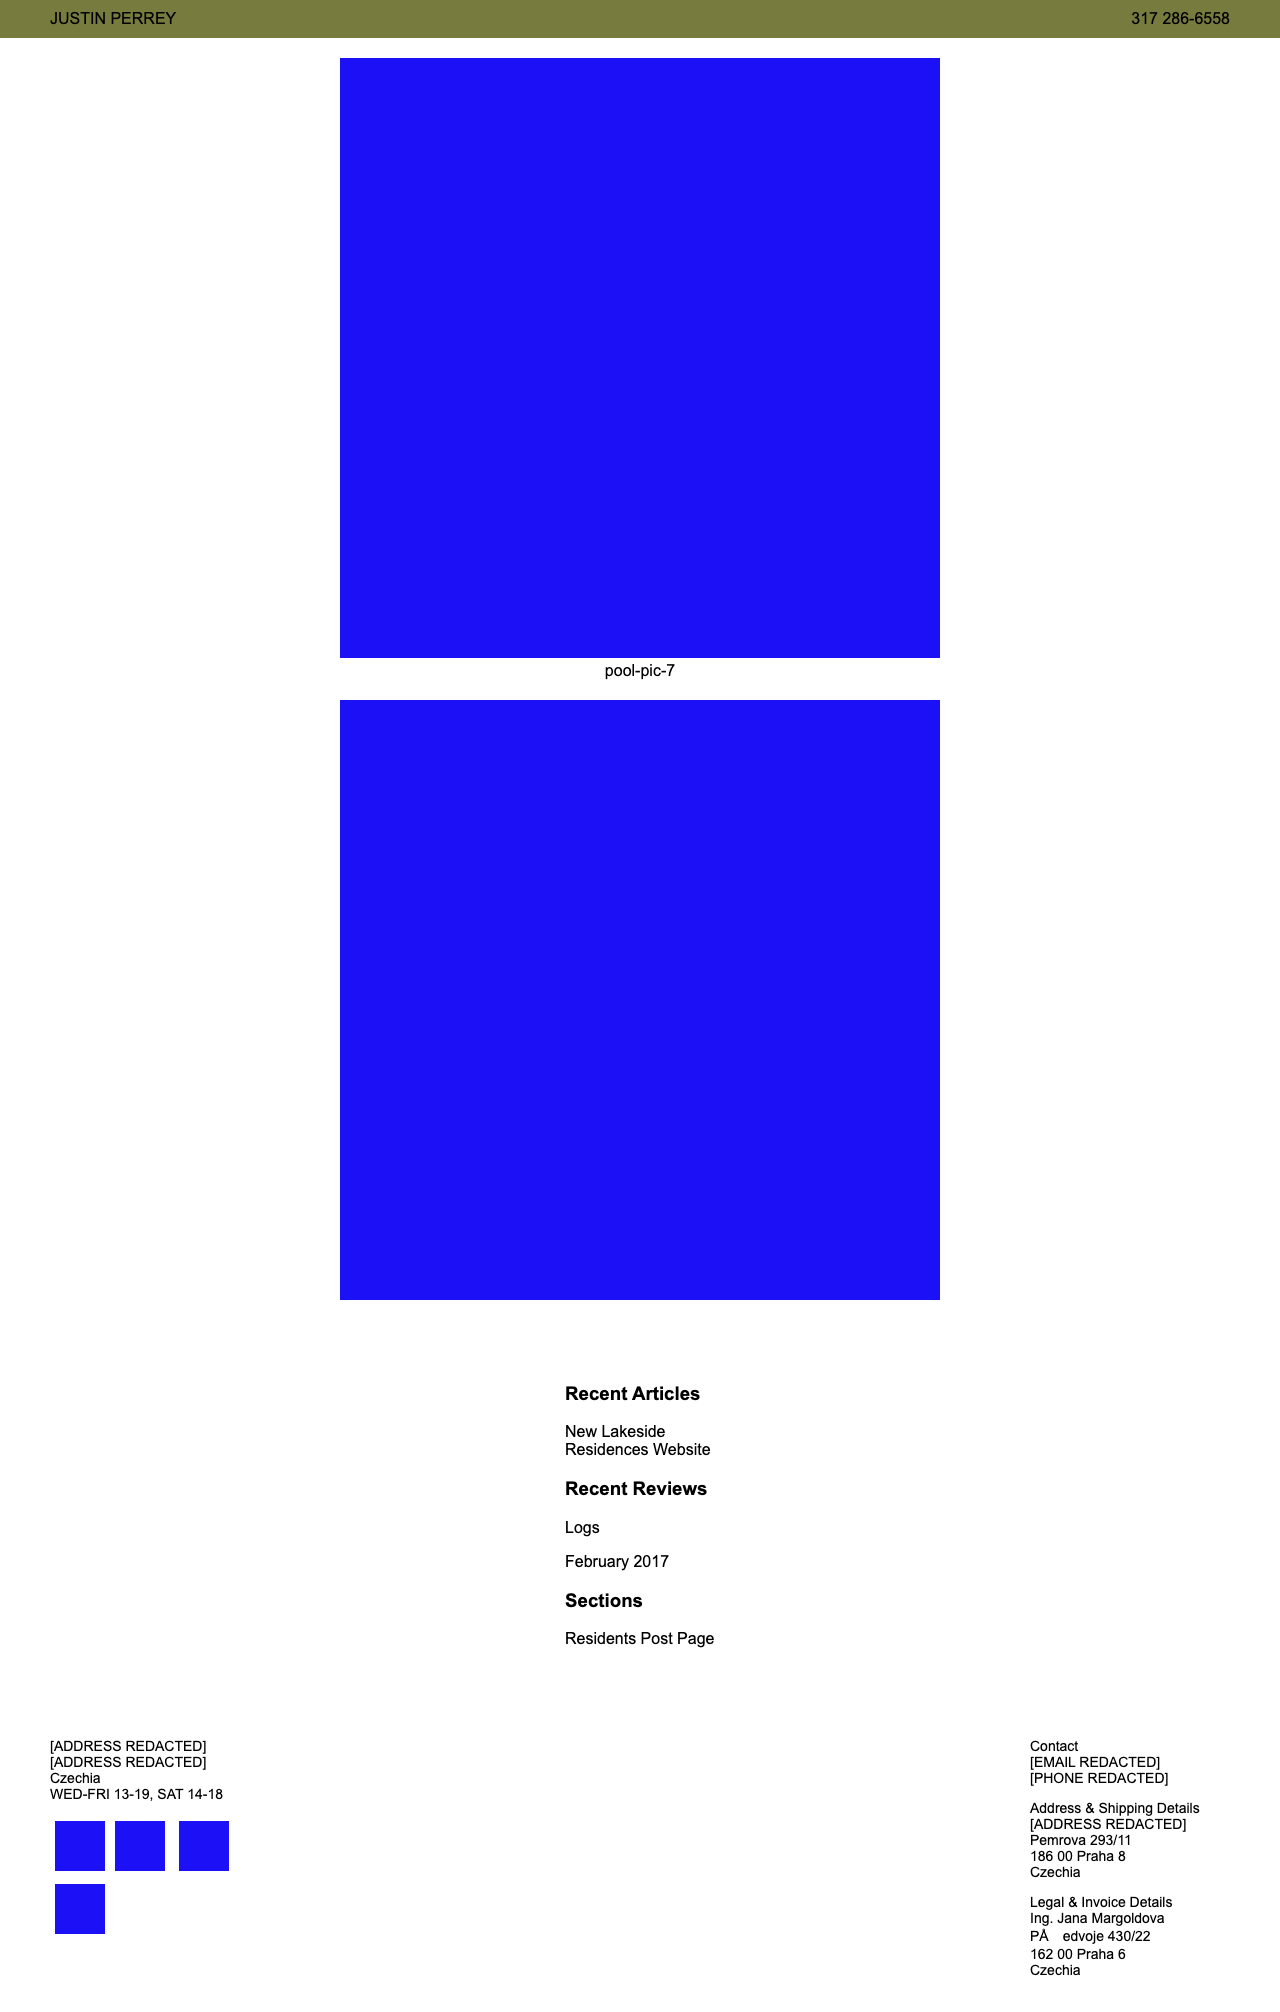 JUSTIN PERREY
317 286-6558
pool-pic-7
Recent Articles
New Lakeside
Residences Website
Recent Reviews
Logs
February 2017
Sections
Residents Post Page
[ADDRESS REDACTED]
[ADDRESS REDACTED]
Czechia
WED-FRI 13-19, SAT 14-18
Contact
[EMAIL REDACTED]
[PHONE REDACTED]
Address & Shipping Details
[ADDRESS REDACTED]
Pemrova 293/11
186 00 Praha 8
Czechia
Legal & Invoice Details
Ing. Jana Margoldova
PÅ edvoje 430/22
162 00 Praha 6
Czechia